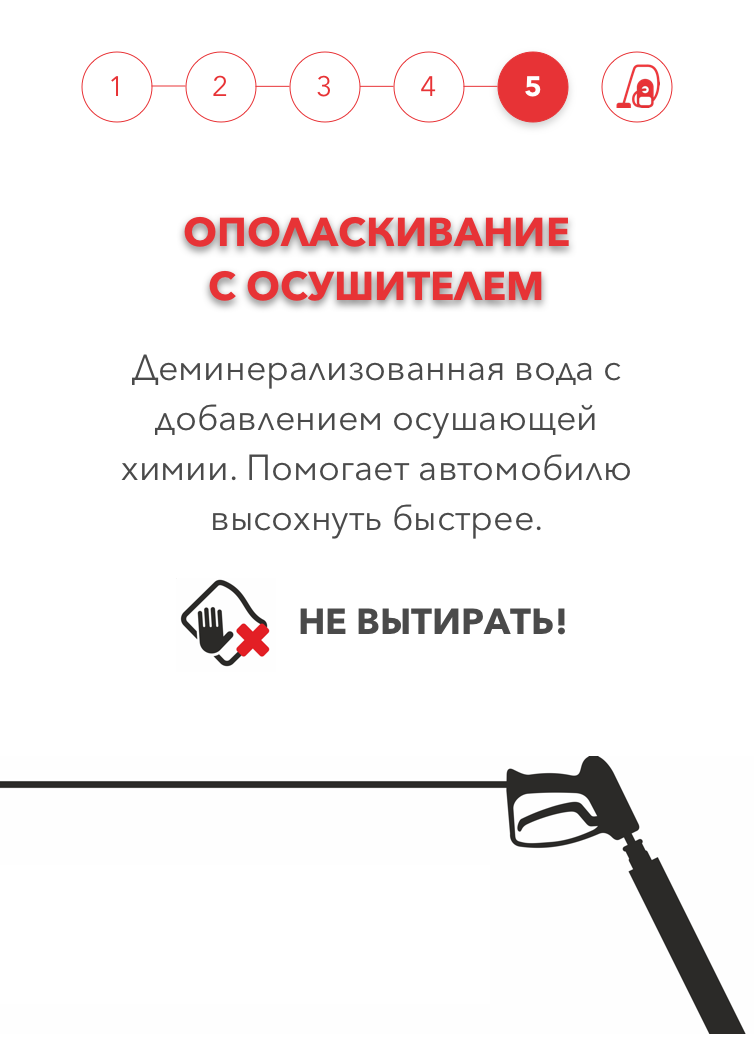 1 2 3 4 5
ОПОЛАСКИВАНИЕ
С ОСУШИТЕЛЕМ
Деминерализованная вода с
добавлением осушающей
химии. Помогает автомобилю
высохнуть быстрее.
НЕ ВЫТИРАТЬ!